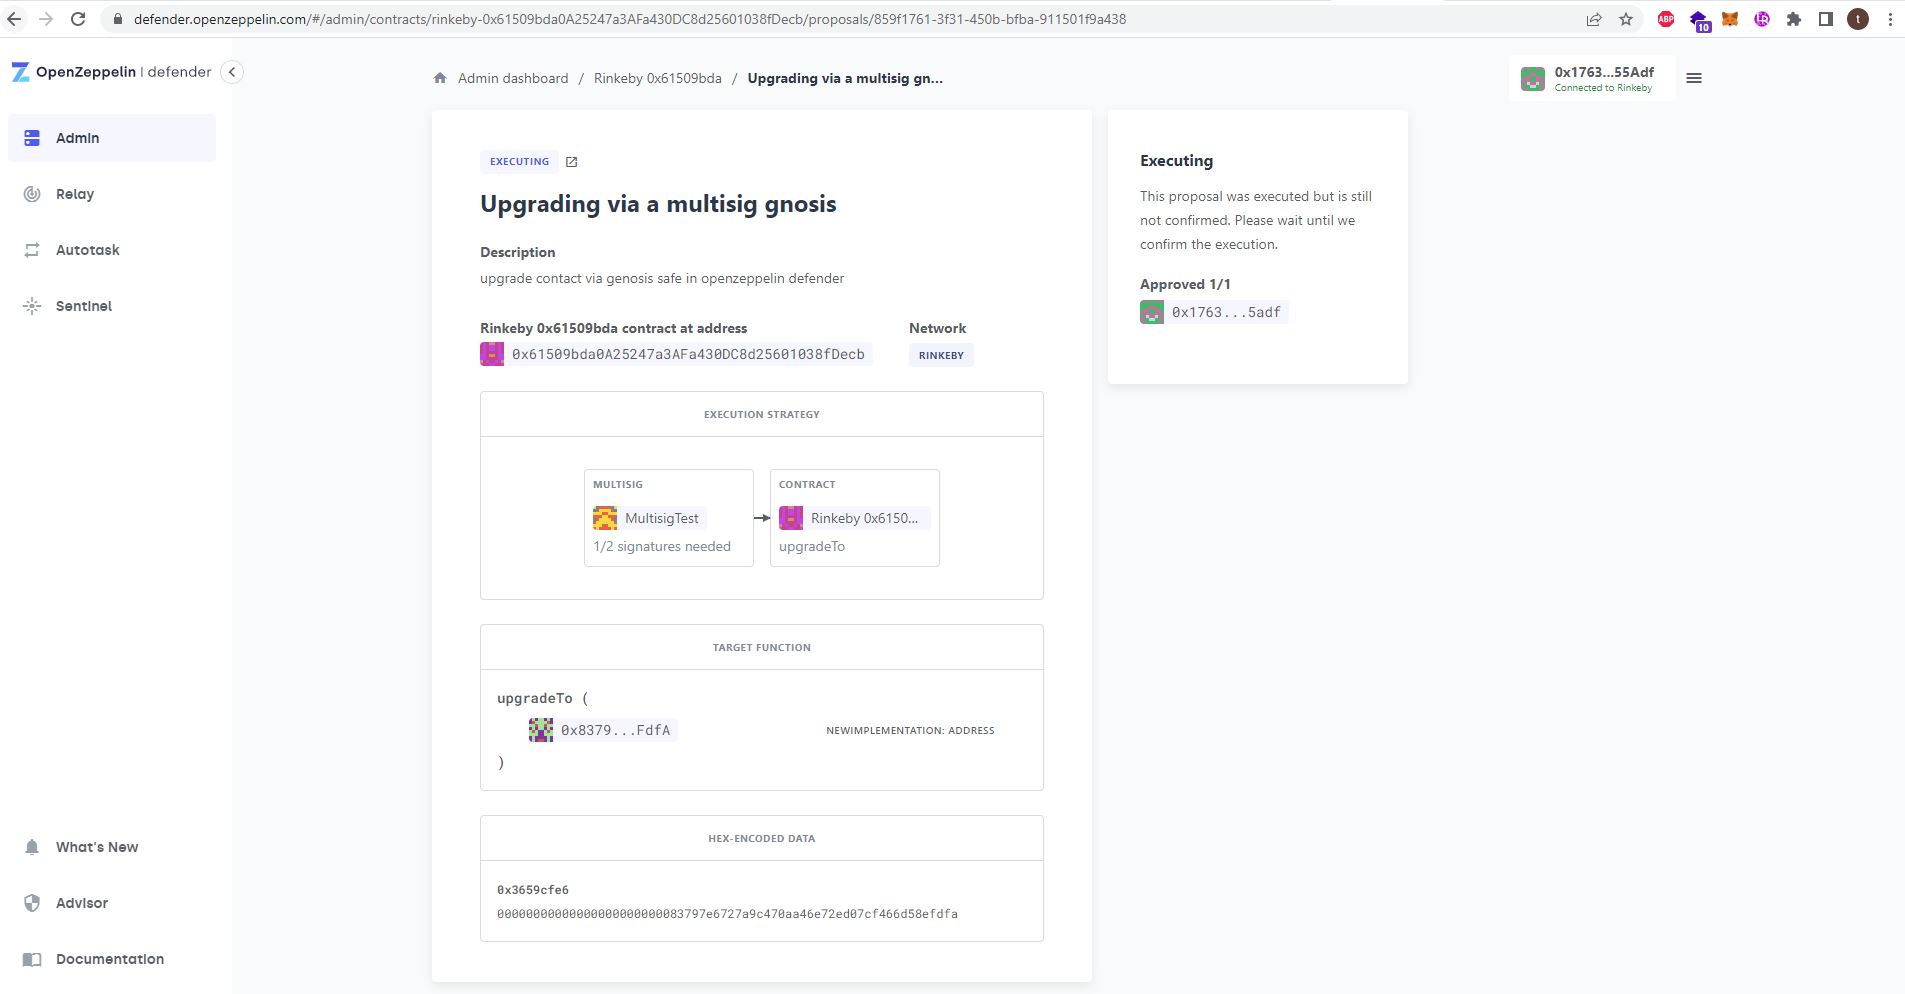 defender.openzeppelin.com/#/admin/contracts/rinkeby-0x61509bda0A25247a3AFa430DC8d25601038fDecb/proposals/859f1761-3f31-450b-bfba-911501f9a438
ABP
10
t
OpenZeppelin | defender
Admin dashboard / Rinkeby 0x61509bda / Upgrading via a multisig gn...
0x1763...55Adf
Connected to Rinkeby
Admin
Relay
Autotask
Sentinel
What's New
Advisor
Documentation
EXECUTING
Upgrading via a multisig gnosis
Description
upgrade contact via genosis safe in openzeppelin defender
Rinkeby 0x61509bda contract at address
0x61509bda0A25247a3AFa430DC8d25601038fDecb
Network
RINKEBY
EXECUTION STRATEGY
MULTISIG
MultisigTest
1/2 signatures needed
CONTRACT
Rinkeby 0x6150...
upgradeTo
TARGET FUNCTION
upgradeTo (
0x8379...FdfA
NEWIMPLEMENTATION: ADDRESS
)
HEX-ENCODED DATA
0x3659cfe6
00000000000000000000000083797e6727a9c470aa46e72ed07cf466d58efdfa
Executing
This proposal was executed but is still
not confirmed. Please wait until we
confirm the execution.
Approved 1/1
0x1763...5adf